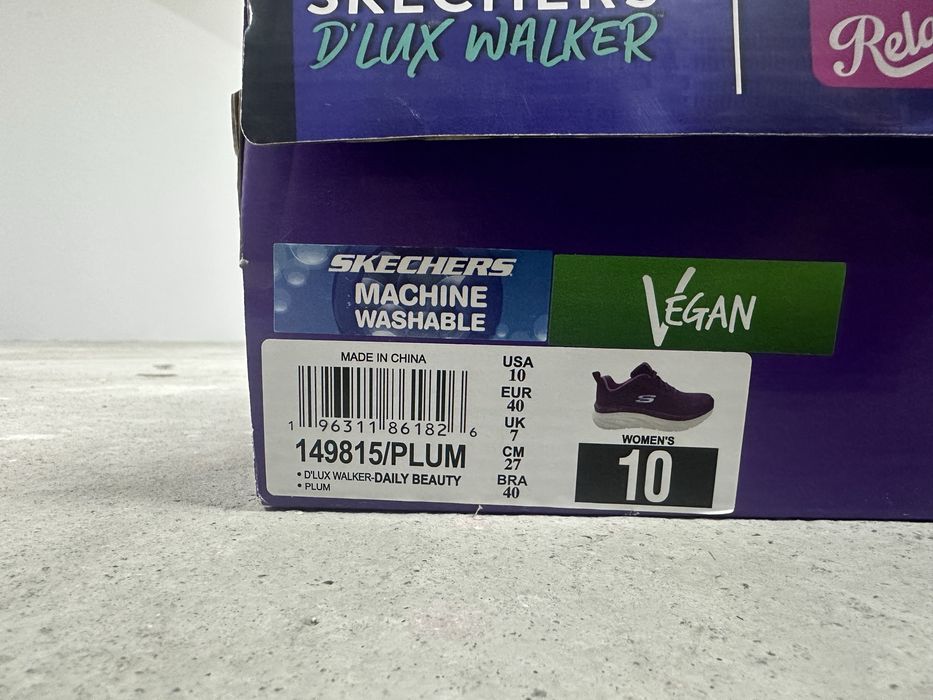 SKECHERS
D'LUX WALKER
SKECHERS
MACHINE
WASHABLE
VEGAN
MADE IN CHINA
1 96311 86182 6
149815/PLUM
• D'LUX WALKER-DAILY BEAUTY
• PLUM
USA
10
EUR
40
UK
7
CM
27
BRA
40
S
WOMEN'S
10